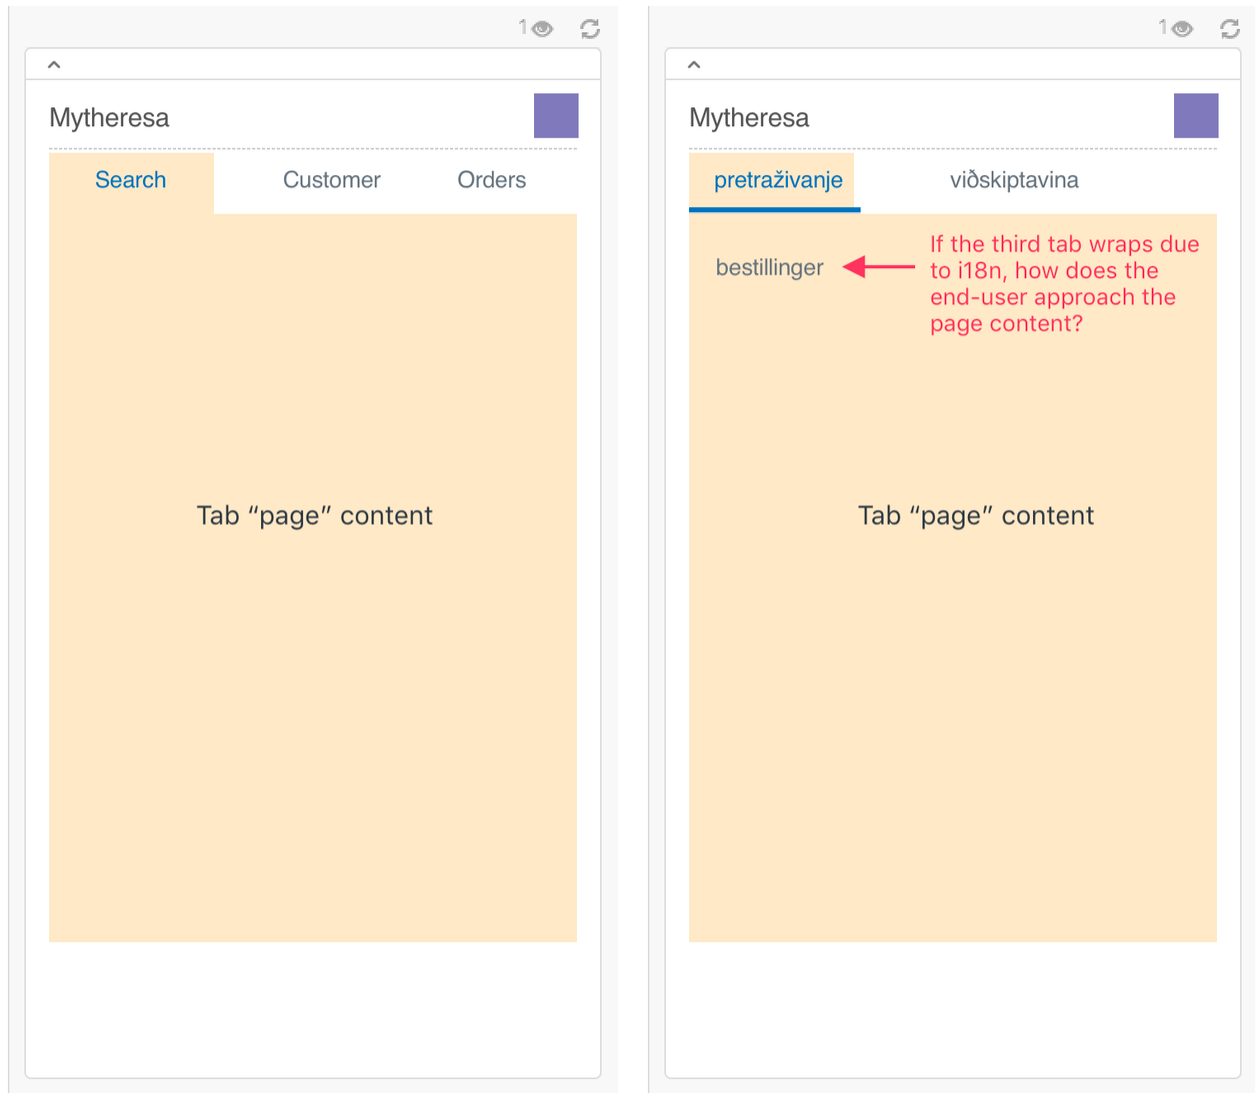 1
Mytheresa
Search Customer Orders
Tab “page” content
1
Mytheresa
pretraživanje viðskiptavina
bestillinger
If the third tab wraps due
to i18n, how does the
end-user approach the
page content?
Tab “page” content